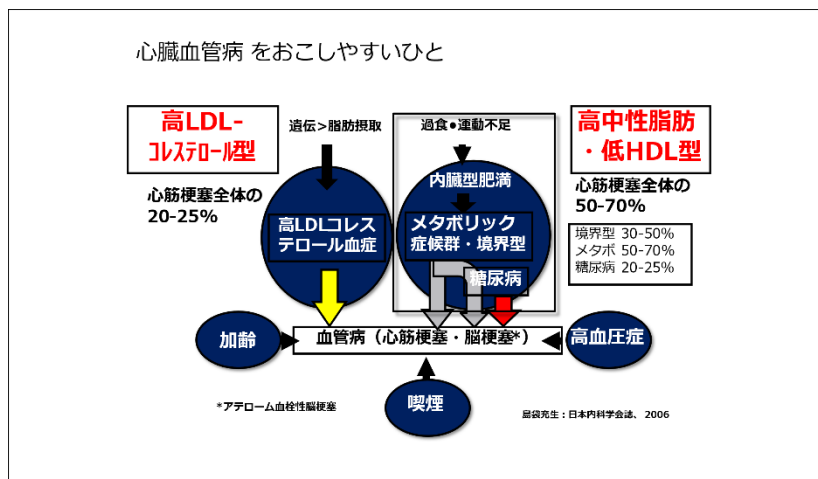 心臓血管病 をおこしやすいひと
高LDL-
ｺﾚｽﾃﾛｰﾙ型
遺伝>脂肪摂取
心筋梗塞全体の
20-25%
高LDLコレス
テロール血症
過食●運動不足
内臓型肥満
メタボリック
症候群・境界型
糖尿病
高中性脂肪
・低HDL型
心筋梗塞全体の
50-70%
境界型 30-50%
メタボ 50-70%
糖尿病 20-25%
加齢
血管病（心筋梗塞・脳梗塞*）
高血圧症
喫煙
*アテローム血栓性脳梗塞
島袋充生：日本内科学会誌、2006